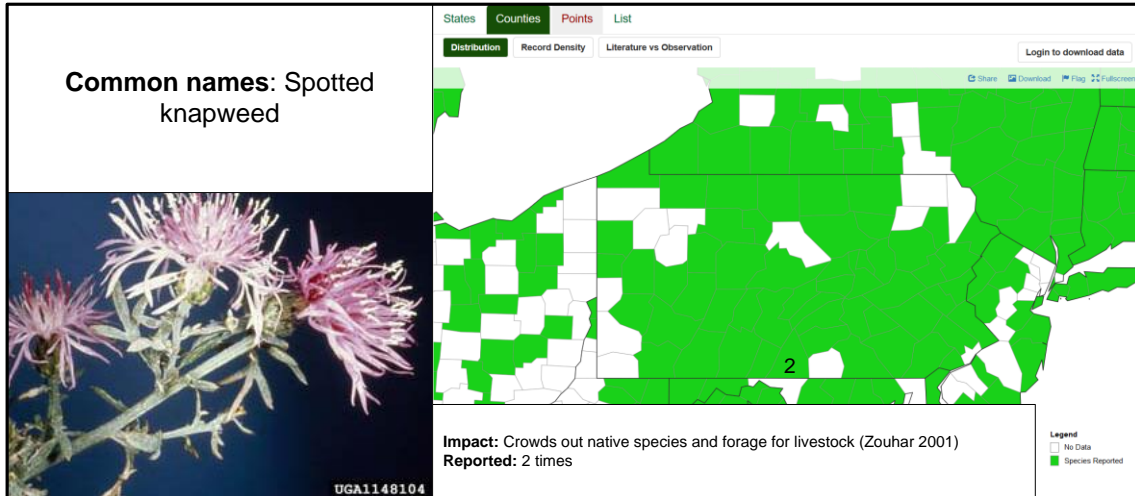 Common names: Spotted
knapweed
States Counties Points List
Distribution Record Density Literature vs Observation Login to download data
Share Download Flag Fullscreen
2
UGA1148104
Impact: Crowds out native species and forage for livestock (Zouhar 2001)
Reported: 2 times
Legend
No Data
Species Reported